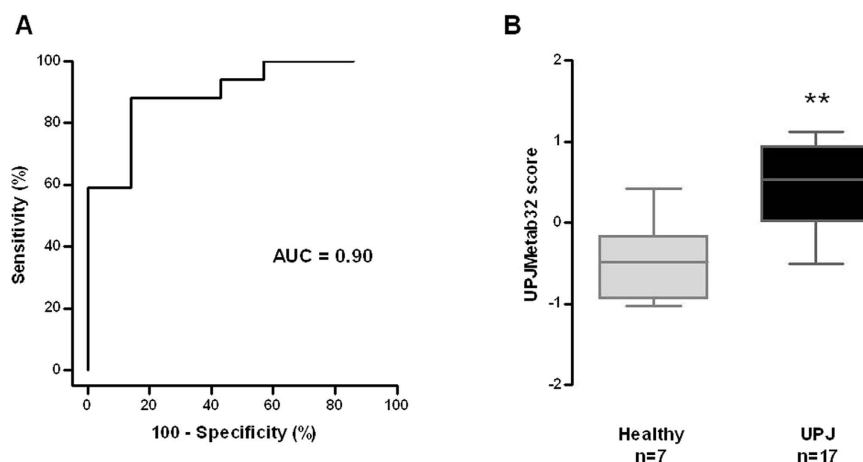 A
Sensitivity (%)
100
80
60
40
20
0
AUC = 0.90
0 20 40 60 80 100
100 - Specificity (%)
B
UPJMetab32 score
2
1
0
-1
-2
**
Healthy
n=7
UPJ
n=17